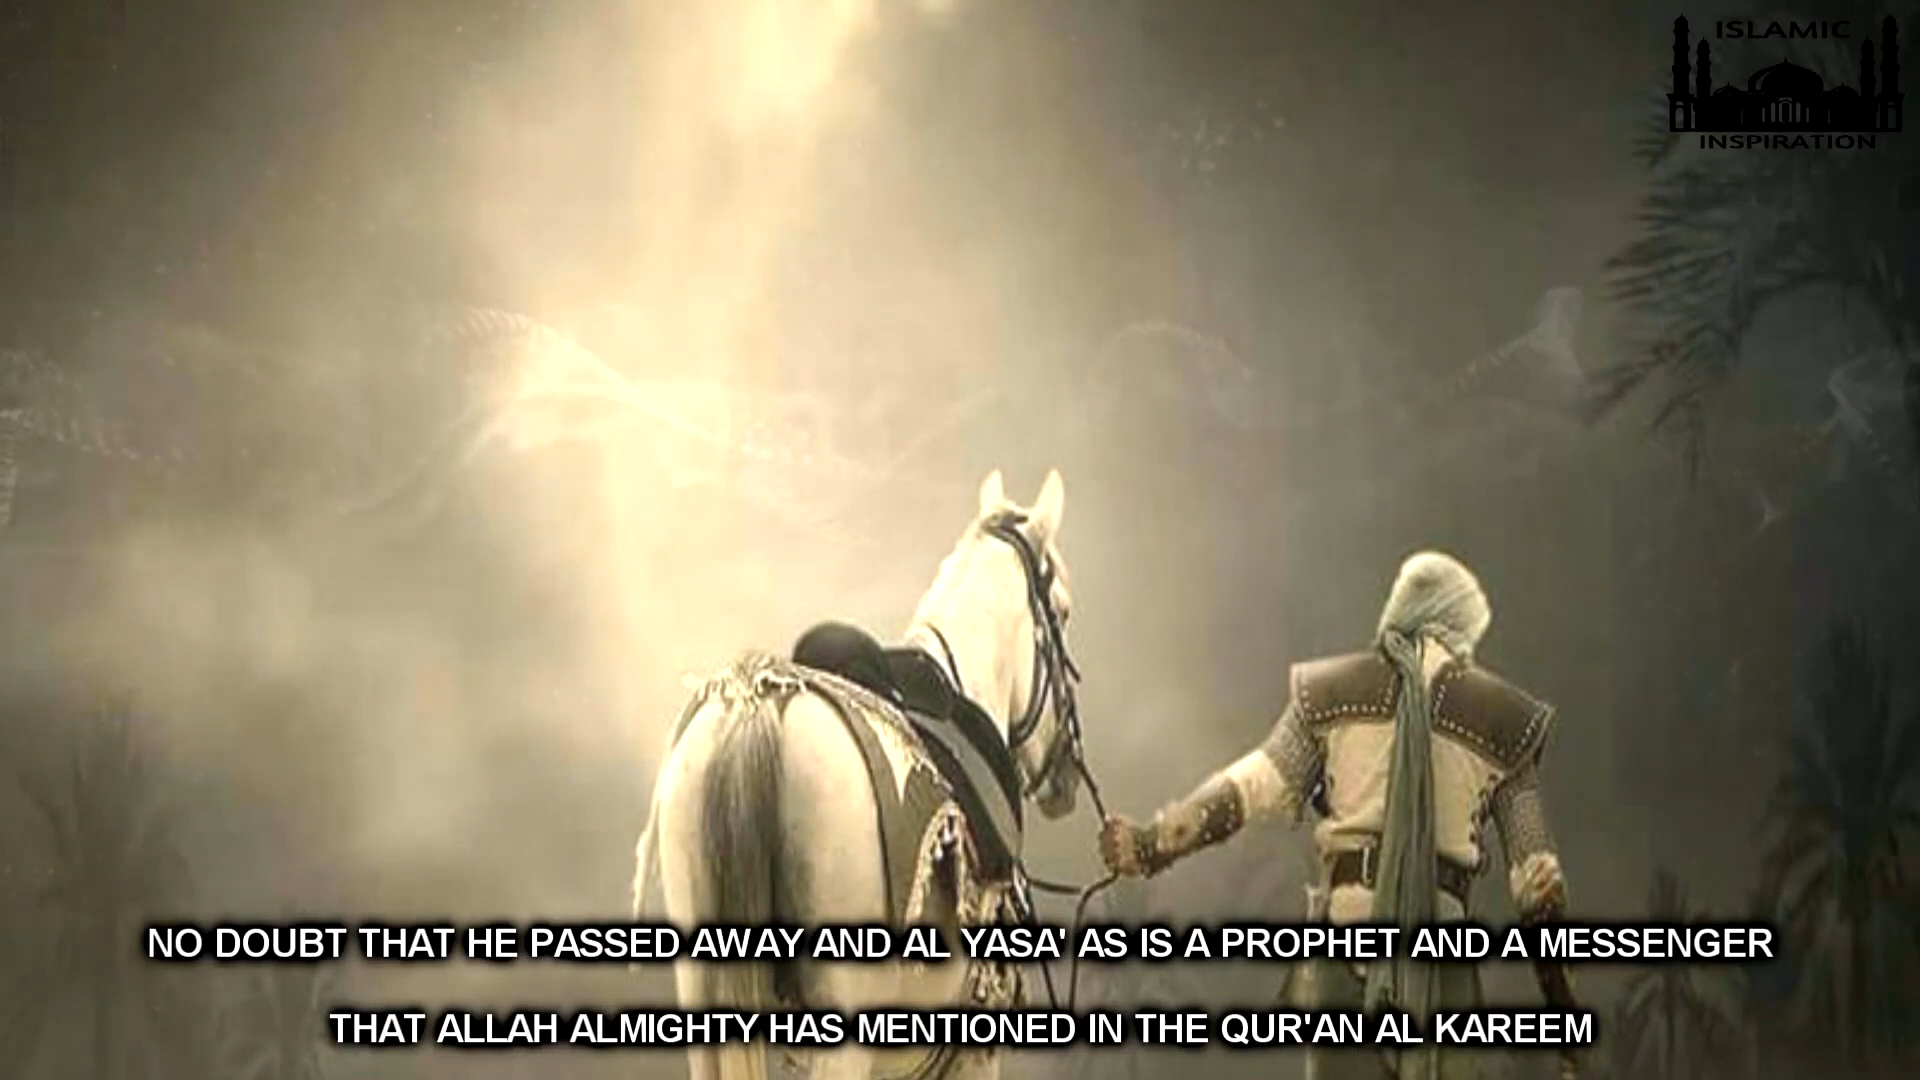 ISLAMIC
INSPIRATION
NO DOUBT THAT HE PASSED AWAY AND AL YASA' AS IS A PROPHET AND A MESSENGER
THAT ALLAH ALMIGHTY HAS MENTIONED IN THE QUR'AN AL KAREEM